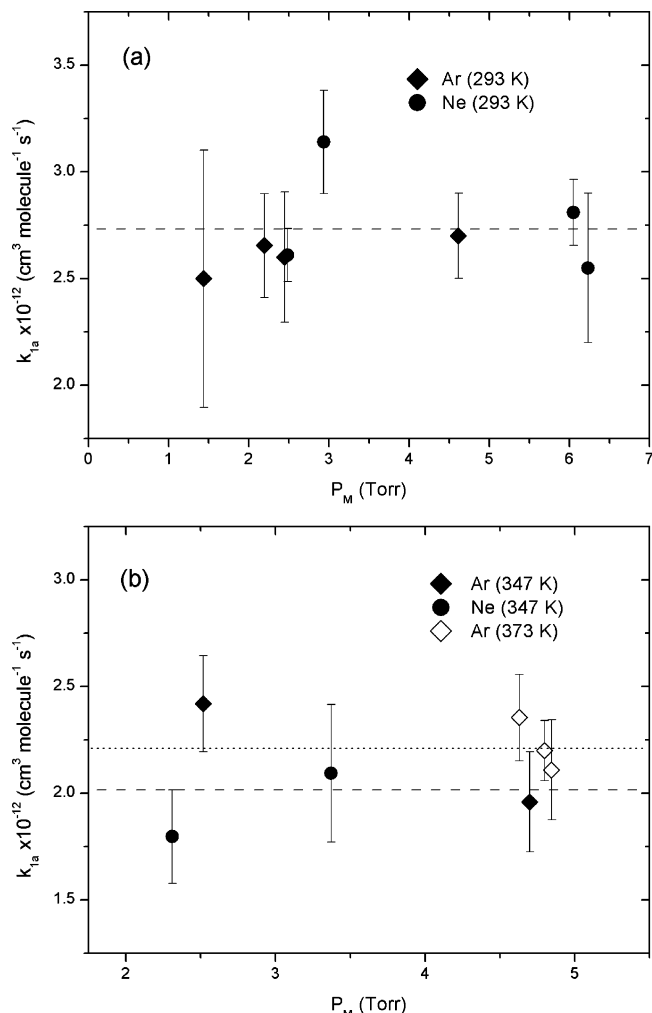 (a)
Ar (293 K)
Ne (293 K)
3.5
3.0
2.5
2.0
k1a x10-12 (cm3 molecule-1 s-1)
0 1 2 3 4 5 6 7
PM (Torr)
(b)
Ar (347 K)
Ne (347 K)
Ar (373 K)
3.0
2.5
2.0
1.5
k1a x10-12 (cm3 molecule-1 s-1)
2 3 4 5
PM (Torr)